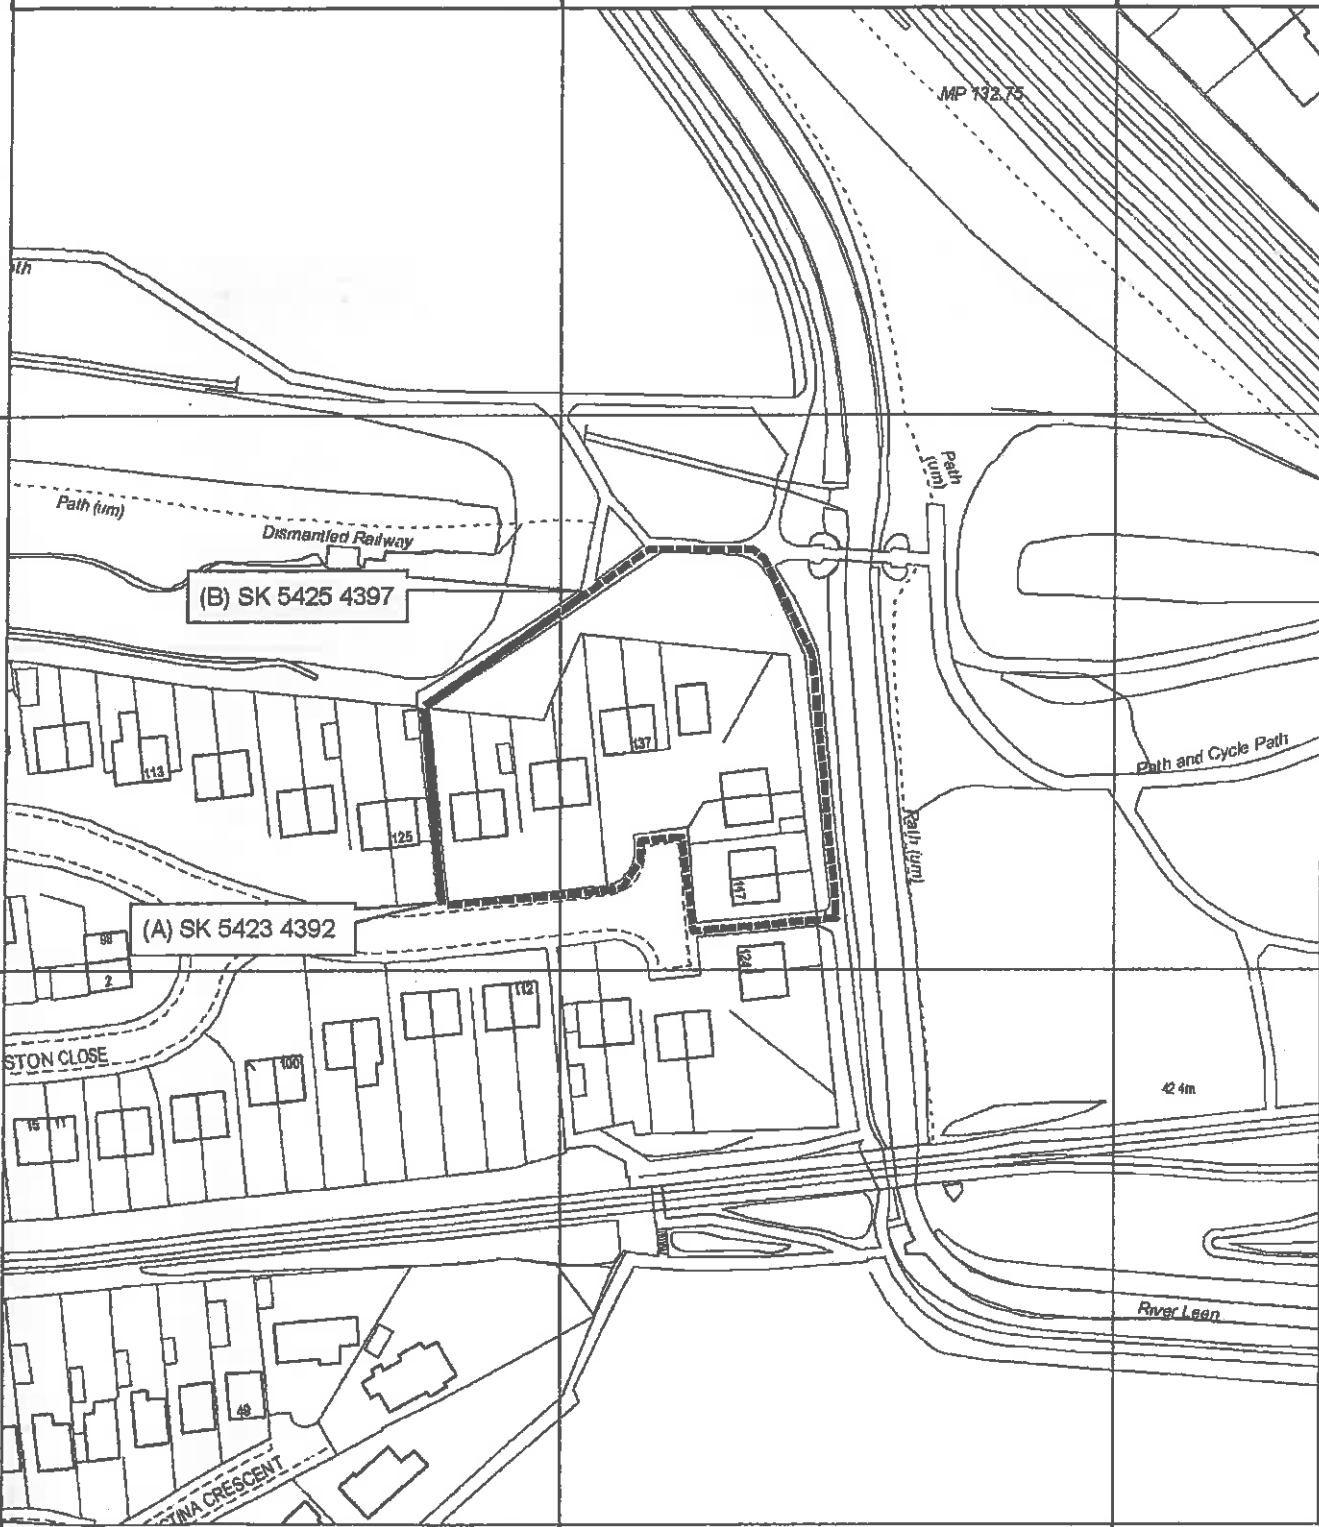 MP 132.75
th
Path (um)
Path (um)
Dismantled Railway
(B) SK 5425 4397
137
113
Path and Cycle Path
125
Path (um)
117
(A) SK 5423 4392
98
124
2
112
STON CLOSE
100
42.4m
15
11
River Leen
49
TINA CRESCENT